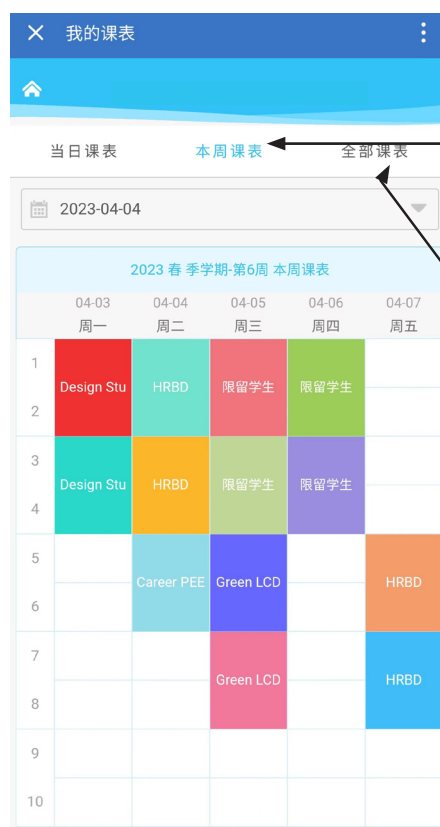 我的课表
当日课表 本周课表 全部课表
2023-04-04
2023 春 季学期-第6周 本周课表
04-03 04-04 04-05 04-06 04-07
周一 周二 周三 周四 周五
1
Design Stu HRBD 限留学生 限留学生
2
3
Design Stu HRBD 限留学生 限留学生
4
5
Career PEE Green LCD HRBD
6
7
Green LCD HRBD
8
9
10